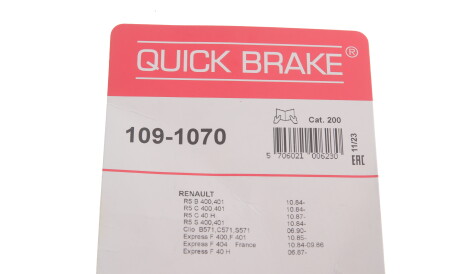 QUICK BRAKE®
109-1070
Cat. 200
11/23
EAC
5 706021 006230
RENAULT
R5 B 400,401 10.84-
R5 C 400,401 10.84-
R5 C 40 H 10.87-
R5 S 400,401 10.84-
Clio B571,C571,S571 06.90-
Express F 400,F 401 10.85-
Express F 404 France 10.84-09.86
Express F 40 H 06.87-